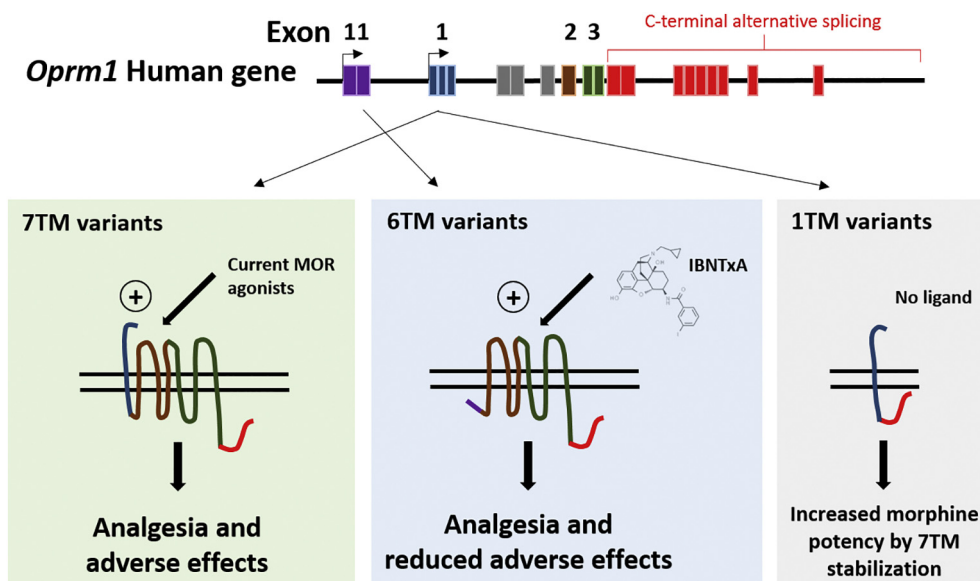 C-terminal alternative splicing
Exon 11 1 2 3
Oprm1 Human gene
7TM variants
Current MOR
agonists
+
Analgesia and
adverse effects
6TM variants
IBNTxA
+
N
OH
HO
O
N
H
O
I
Analgesia and
reduced adverse effects
1TM variants
No ligand
Increased morphine
potency by 7TM
stabilization